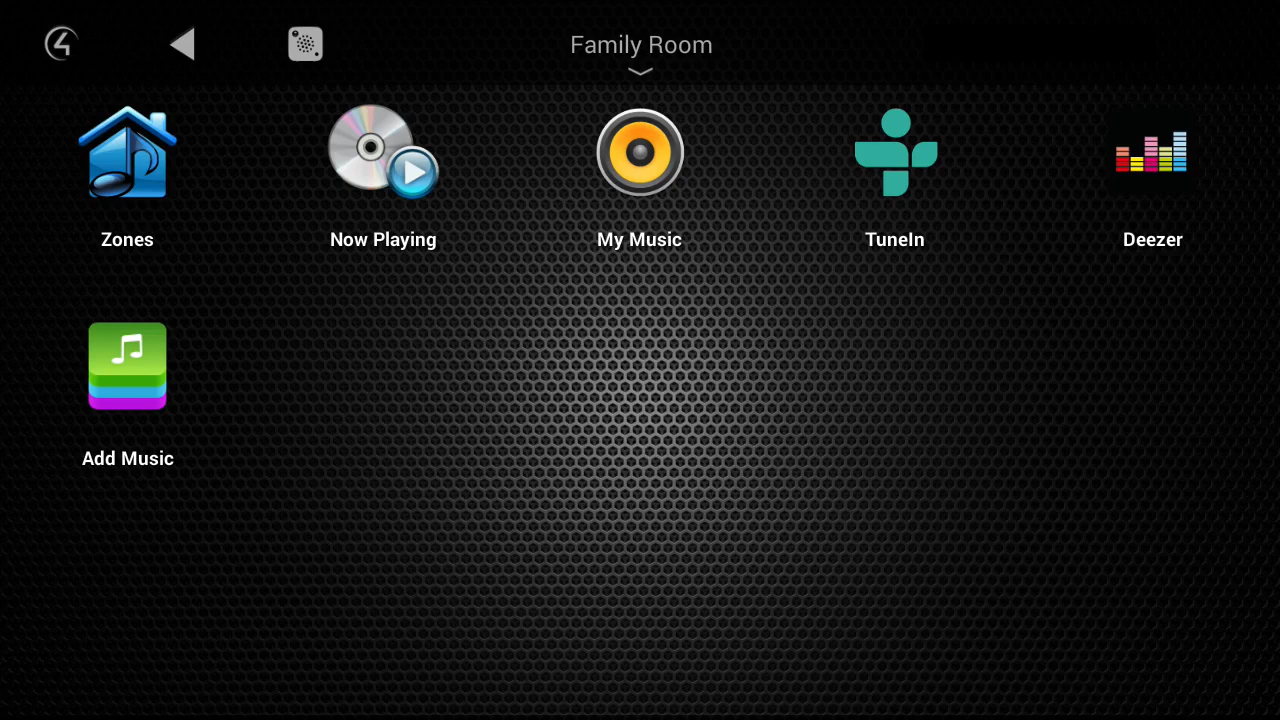 Family Room
Zones
Now Playing
My Music
TuneIn
Deezer
Add Music